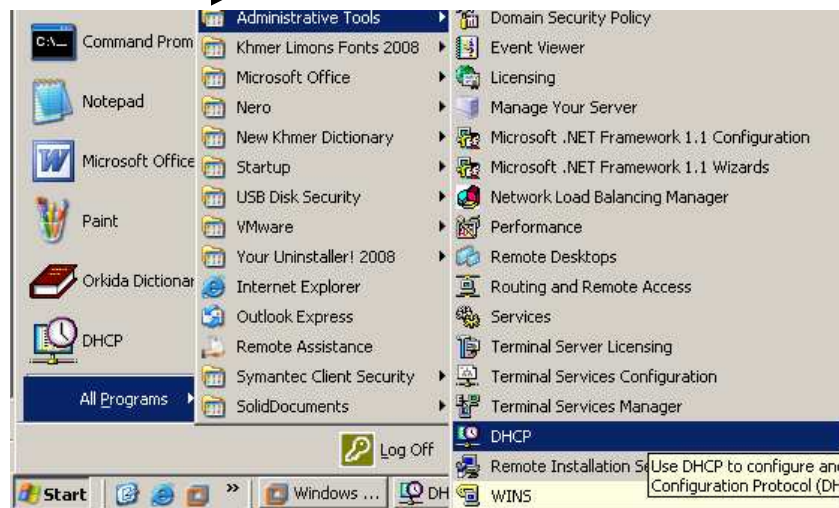 Command Prom
Notepad
Microsoft Office
Paint
Orkida Dictionar
DHCP
All Programs
Administrative Tools
Khmer Limons Fonts 2008
Microsoft Office
Nero
New Khmer Dictionary
Startup
USB Disk Security
VMware
Your Uninstaller! 2008
Internet Explorer
Outlook Express
Remote Assistance
Symantec Client Security
SolidDocuments
Domain Security Policy
Event Viewer
Licensing
Manage Your Server
Microsoft .NET Framework 1.1 Configuration
Microsoft .NET Framework 1.1 Wizards
Network Load Balancing Manager
Performance
Remote Desktops
Routing and Remote Access
Services
Terminal Server Licensing
Terminal Services Configuration
Terminal Services Manager
DHCP
Remote Installation Se
WINS
Use DHCP to configure an
Configuration Protocol (DH
Log Off
Start
»
Windows ...
DH
C:\_